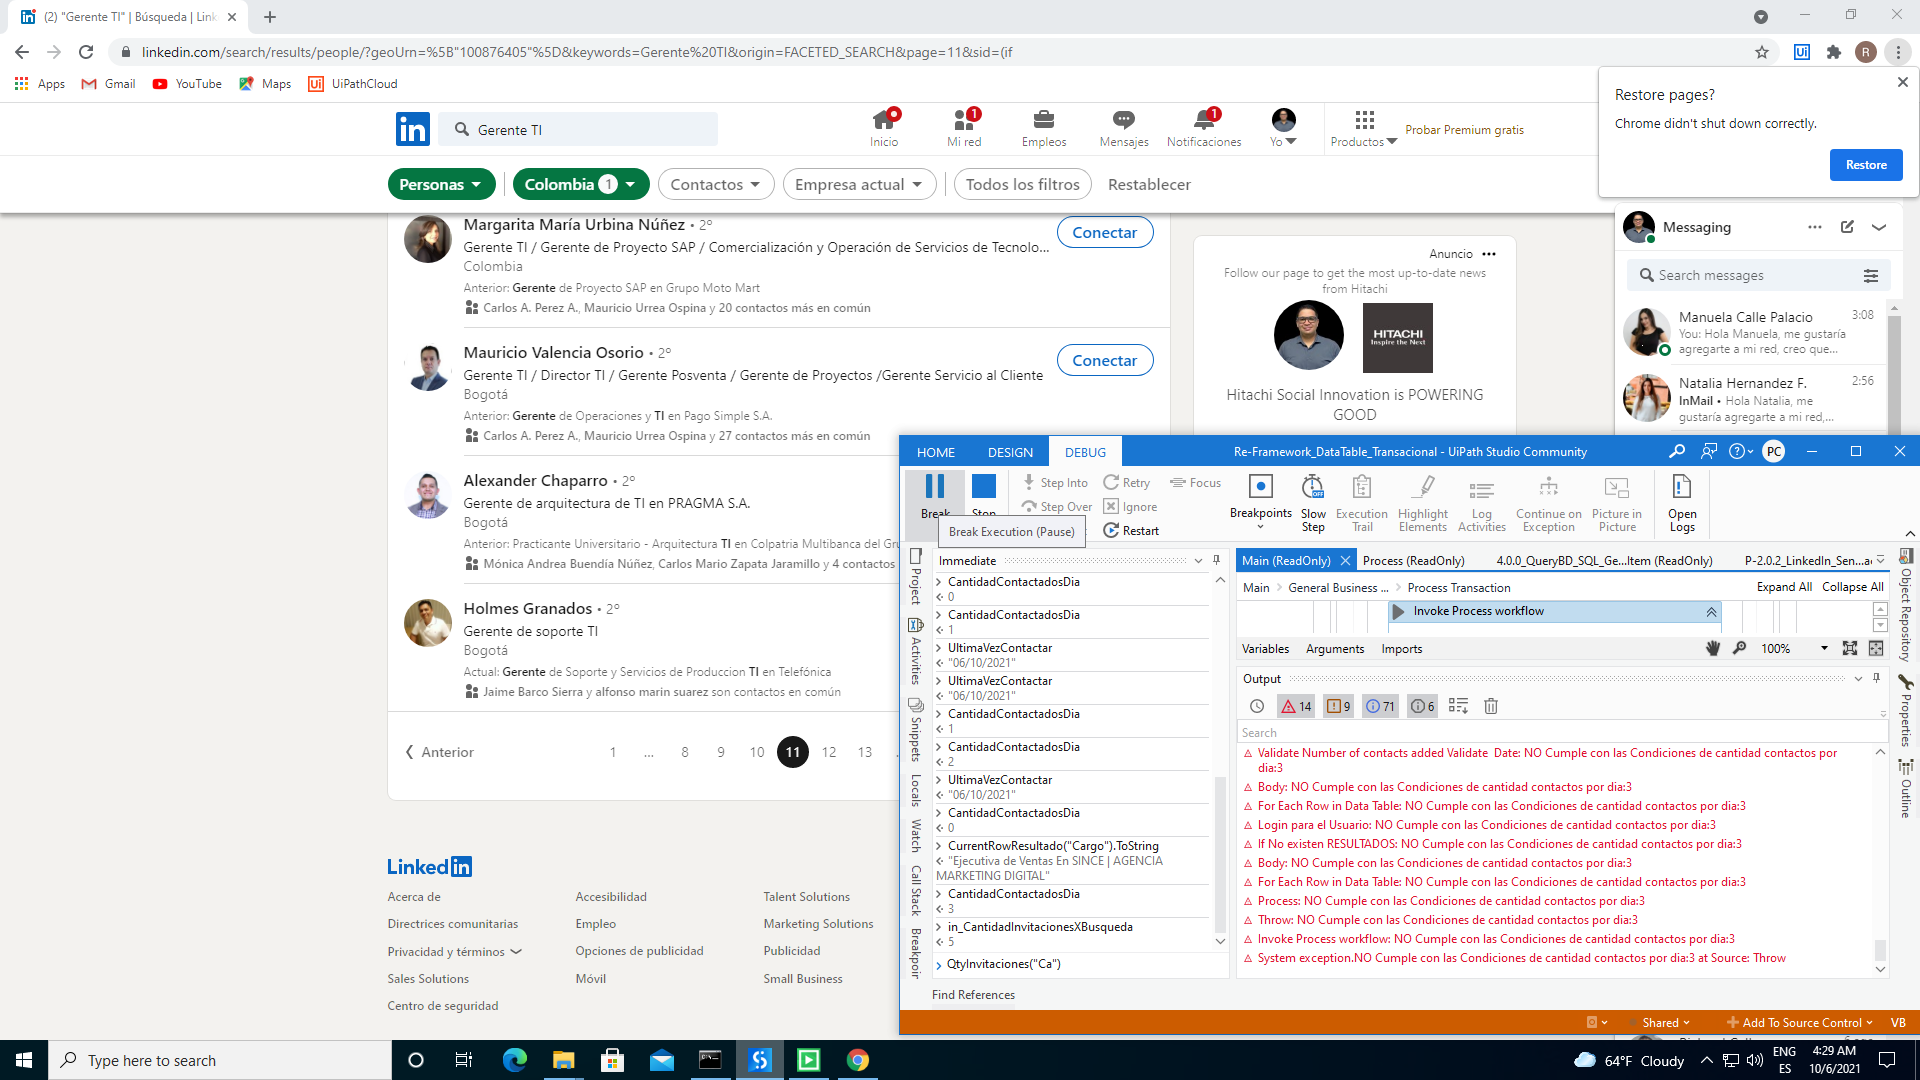 (2) "Gerente TI" | Búsqueda | Link
linkedin.com/search/results/people/?geoUrn=%5B"100876405"%5D&keywords=Gerente%20TI&origin=FACETED_SEARCH&page=11&sid=(if
R
Apps
Gmail
YouTube
Maps
UiPathCloud
Restore pages?
Chrome didn't shut down correctly.
Restore
Gerente TI
Inicio
1
Mi red
Empleos
Mensajes
1
Notificaciones
Yo
Productos
Probar Premium gratis
Personas
Colombia 1
Contactos
Empresa actual
Todos los filtros
Restablecer
Margarita María Urbina Núñez • 2º
Gerente TI / Gerente de Proyecto SAP / Comercialización y Operación de Servicios de Tecnolo...
Colombia
Anterior: Gerente de Proyecto SAP en Grupo Moto Mart
Carlos A. Perez A., Mauricio Urrea Ospina y 20 contactos más en común
Conectar
Mauricio Valencia Osorio • 2º
Gerente TI / Director TI / Gerente Posventa / Gerente de Proyectos /Gerente Servicio al Cliente
Bogotá
Anterior: Gerente de Operaciones y TI en Pago Simple S.A.
Carlos A. Perez A., Mauricio Urrea Ospina y 27 contactos más en común
Conectar
Alexander Chaparro • 2º
Gerente de arquitectura de TI en PRAGMA S.A.
Bogotá
Anterior: Practicante Universitario - Arquitectura TI en Colpatria Multibanca del Gru
Mónica Andrea Buendía Núñez, Carlos Mario Zapata Jaramillo y 4 contactos
Holmes Granados • 2º
Gerente de soporte TI
Bogotá
Actual: Gerente de Soporte y Servicios de Produccion TI en Telefónica
Jaime Barco Sierra y alfonso marin suarez son contactos en común
Anterior
1 ... 8 9 10 11 12 13
Anuncio
Follow our page to get the most up-to-date news
from Hitachi
HITACHI
Inspire the Next
Hitachi Social Innovation is POWERING
GOOD
Messaging
Search messages
Manuela Calle Palacio 3:08
You: Hola Manuela, me gustaría
agregarte a mi red, creo que...
Natalia Hernandez F. 2:56
InMail • Hola Natalia, me
gustaría agregarte a mi red,...
Linked in
Acerca de
Accesibilidad
Talent Solutions
Directrices comunitarias
Empleo
Marketing Solutions
Privacidad y términos
Opciones de publicidad
Publicidad
Sales Solutions
Móvil
Small Business
Centro de seguridad
HOME
DESIGN
DEBUG
Re-Framework_DataTable_Transacional - UiPath Studio Community
PC
Break
Stop
Step Into
Step Over
Retry
Ignore
Restart
Focus
Breakpoints
Slow
Step
Execution
Trail
Highlight
Elements
Log
Activities
Continue on
Exception
Picture in
Picture
Open
Logs
Break Execution (Pause)
Project
Activities
Snippets
Locals
Watch
Call Stack
Breakpoir
Immediate
CantidadContactadosDia
0
CantidadContactadosDia
1
UltimaVezContactar
"06/10/2021"
UltimaVezContactar
"06/10/2021"
CantidadContactadosDia
1
CantidadContactadosDia
2
UltimaVezContactar
"06/10/2021"
CantidadContactadosDia
0
CurrentRowResultado("Cargo").ToString
"Ejecutiva de Ventas En SINCE | AGENCIA
MARKETING DIGITAL"
CantidadContactadosDia
3
in_CantidadInvitacionesXBusqueda
5
QtyInvitaciones("Ca")
Find References
Main (ReadOnly)
Process (ReadOnly)
4.0.0_QueryBD_SQL_Ge...Item (ReadOnly)
P-2.0.2_LinkedIn_Sen...a
Main
General Business ...
Process Transaction
Expand All
Collapse All
Invoke Process workflow
Variables
Arguments
Imports
100%
Output
14
9
71
6
Search
Validate Number of contacts added Validate Date: NO Cumple con las Condiciones de cantidad contactos por
dia:3
Body: NO Cumple con las Condiciones de cantidad contactos por dia:3
For Each Row in Data Table: NO Cumple con las Condiciones de cantidad contactos por dia:3
Login para el Usuario: NO Cumple con las Condiciones de cantidad contactos por dia:3
If No existen RESULTADOS: NO Cumple con las Condiciones de cantidad contactos por dia:3
Body: NO Cumple con las Condiciones de cantidad contactos por dia:3
For Each Row in Data Table: NO Cumple con las Condiciones de cantidad contactos por dia:3
Process: NO Cumple con las Condiciones de cantidad contactos por dia:3
Throw: NO Cumple con las Condiciones de cantidad contactos por dia:3
Invoke Process workflow: NO Cumple con las Condiciones de cantidad contactos por dia:3
System exception.NO Cumple con las Condiciones de cantidad contactos por dia:3 at Source: Throw
Object Repository
Properties
Outline
Shared
Add To Source Control
VB
Type here to search
64°F Cloudy
ENG
ES
4:29 AM
10/6/2021